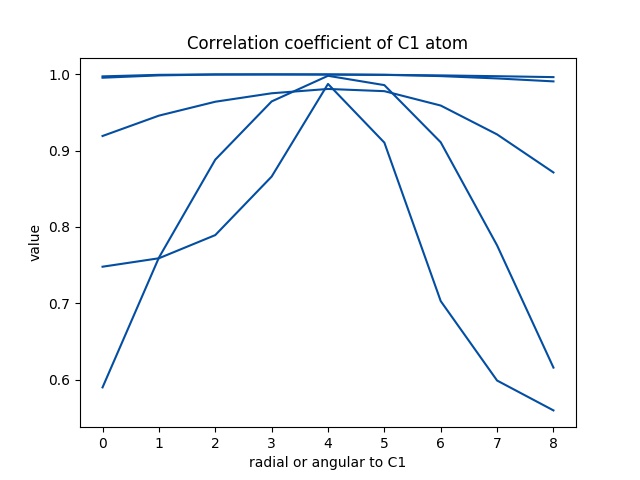 Correlation coefficient of C1 atom
value
1.0
0.9
0.8
0.7
0.6
0 1 2 3 4 5 6 7 8
radial or angular to C1